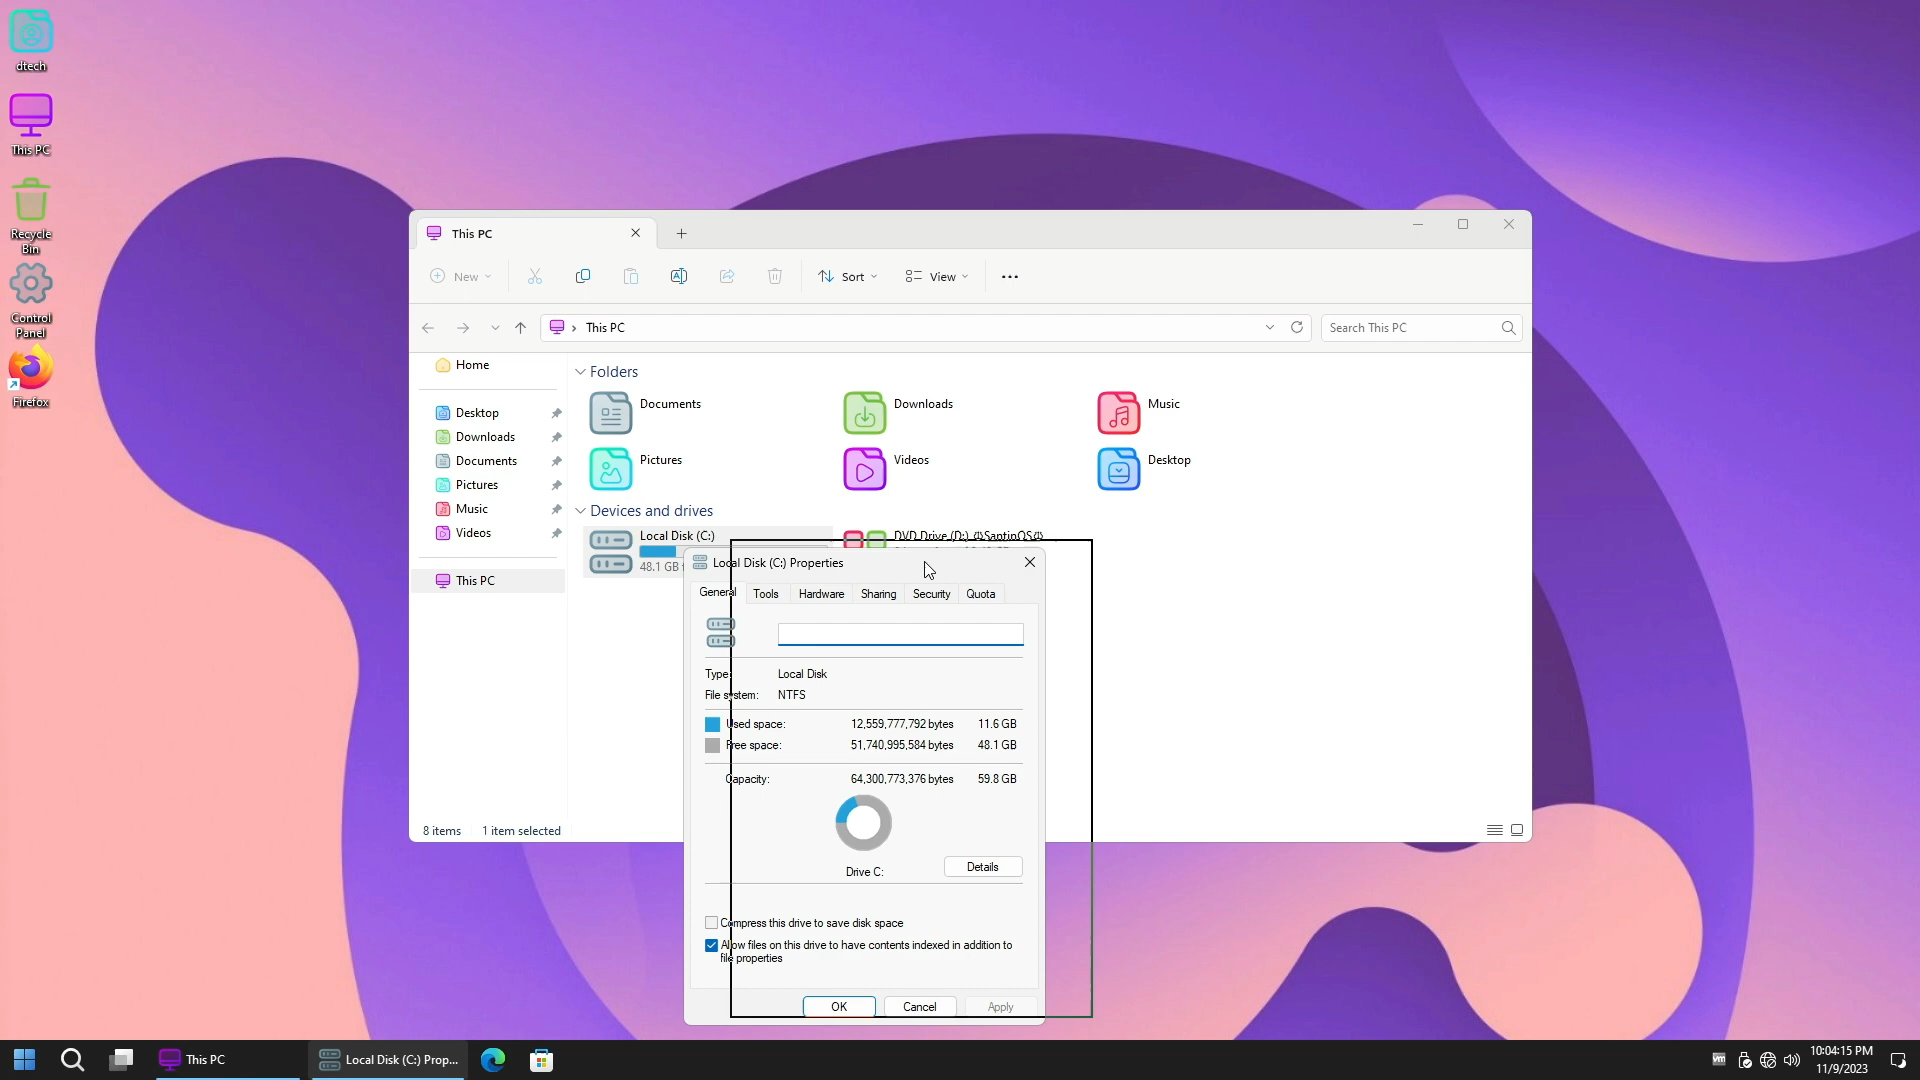 dtech
This PC
Recycle
Bin
Control
Panel
Firefox
This PC
New
Sort
View
This PC
Search This PC
Home
Desktop
Downloads
Documents
Pictures
Music
Videos
This PC
Folders
Documents
Downloads
Music
Pictures
Videos
Desktop
Devices and drives
Local Disk (C:)
48.1 GB
DVD Drive (D:)
8 items
1 item selected
Local Disk (C:) Properties
General
Tools
Hardware
Sharing
Security
Quota
Type:
Local Disk
File system:
NTFS
Used space:
12,559,777,792 bytes
11.6 GB
Free space:
51,740,995,584 bytes
48.1 GB
Capacity:
64,300,773,376 bytes
59.8 GB
Drive C:
Details
Compress this drive to save disk space
Allow files on this drive to have contents indexed in addition to
file properties
OK
Cancel
Apply
This PC
Local Disk (C:) Prop...
vm
10:04:15 PM
11/9/2023